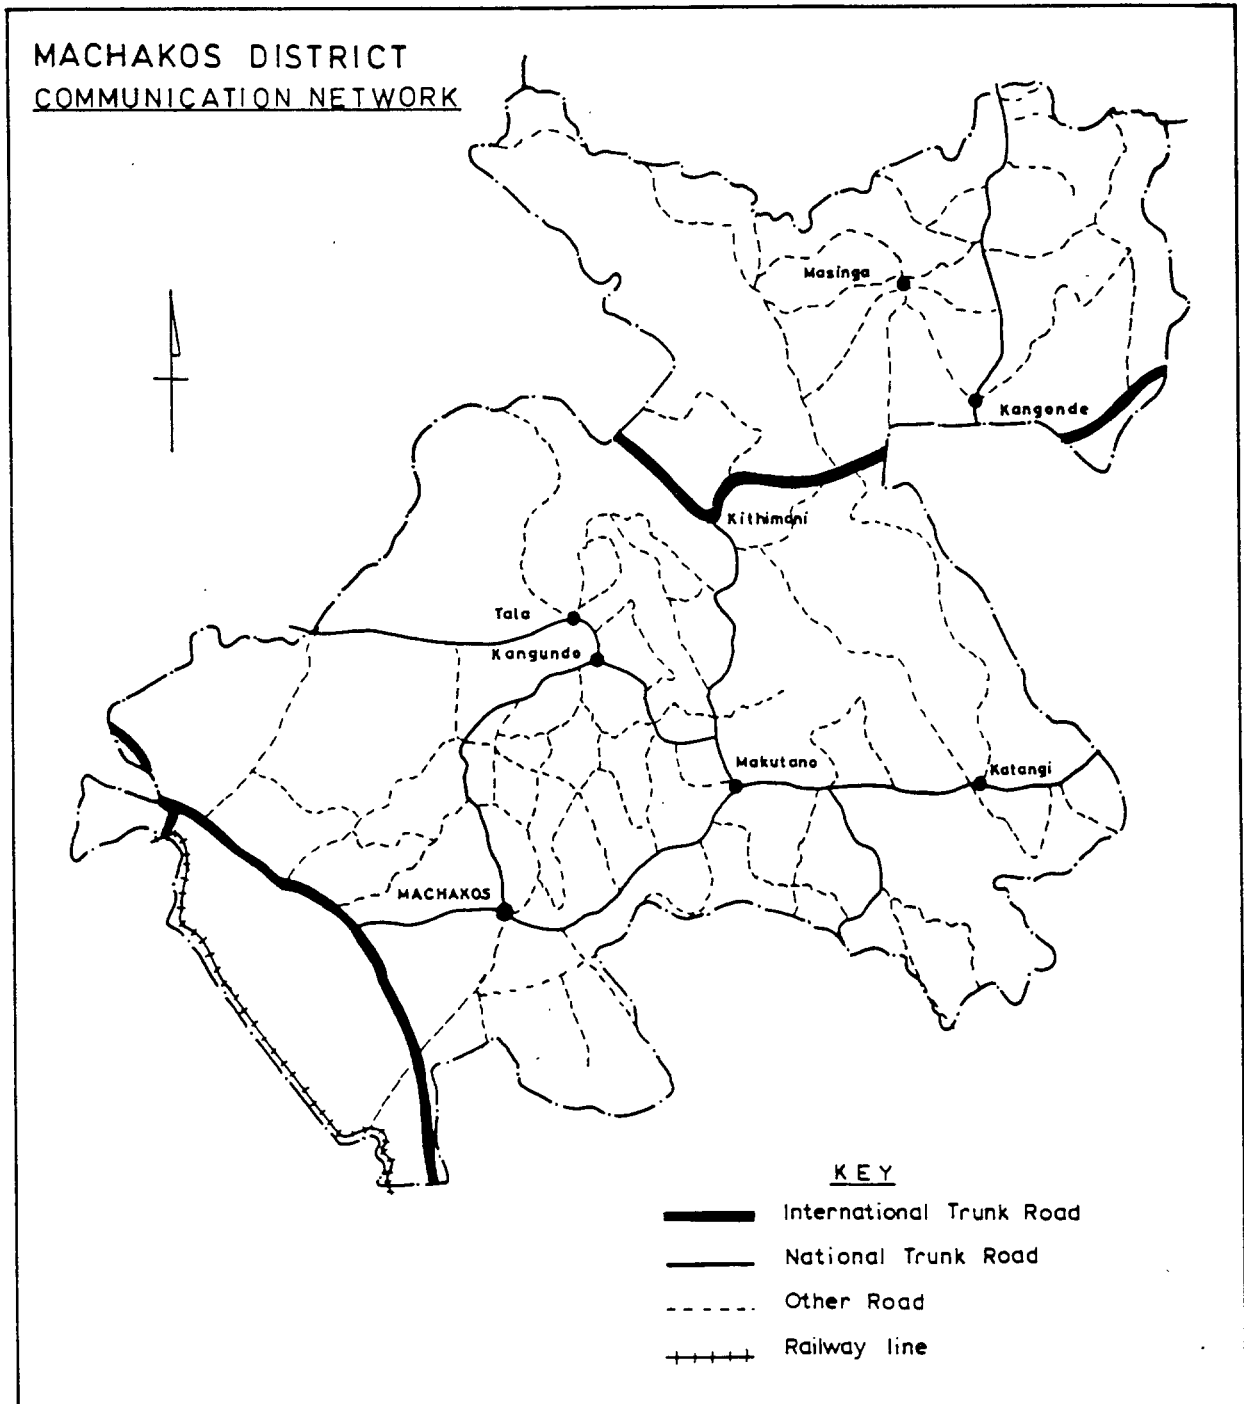 MACHAKOS DISTRICT
COMMUNICATION NETWORK
Masinga
Kangonde
Kithimani
Tala
Kangundo
Makutano
Katangi
MACHAKOS
KEY
International Trunk Road
National Trunk Road
Other Road
Railway line